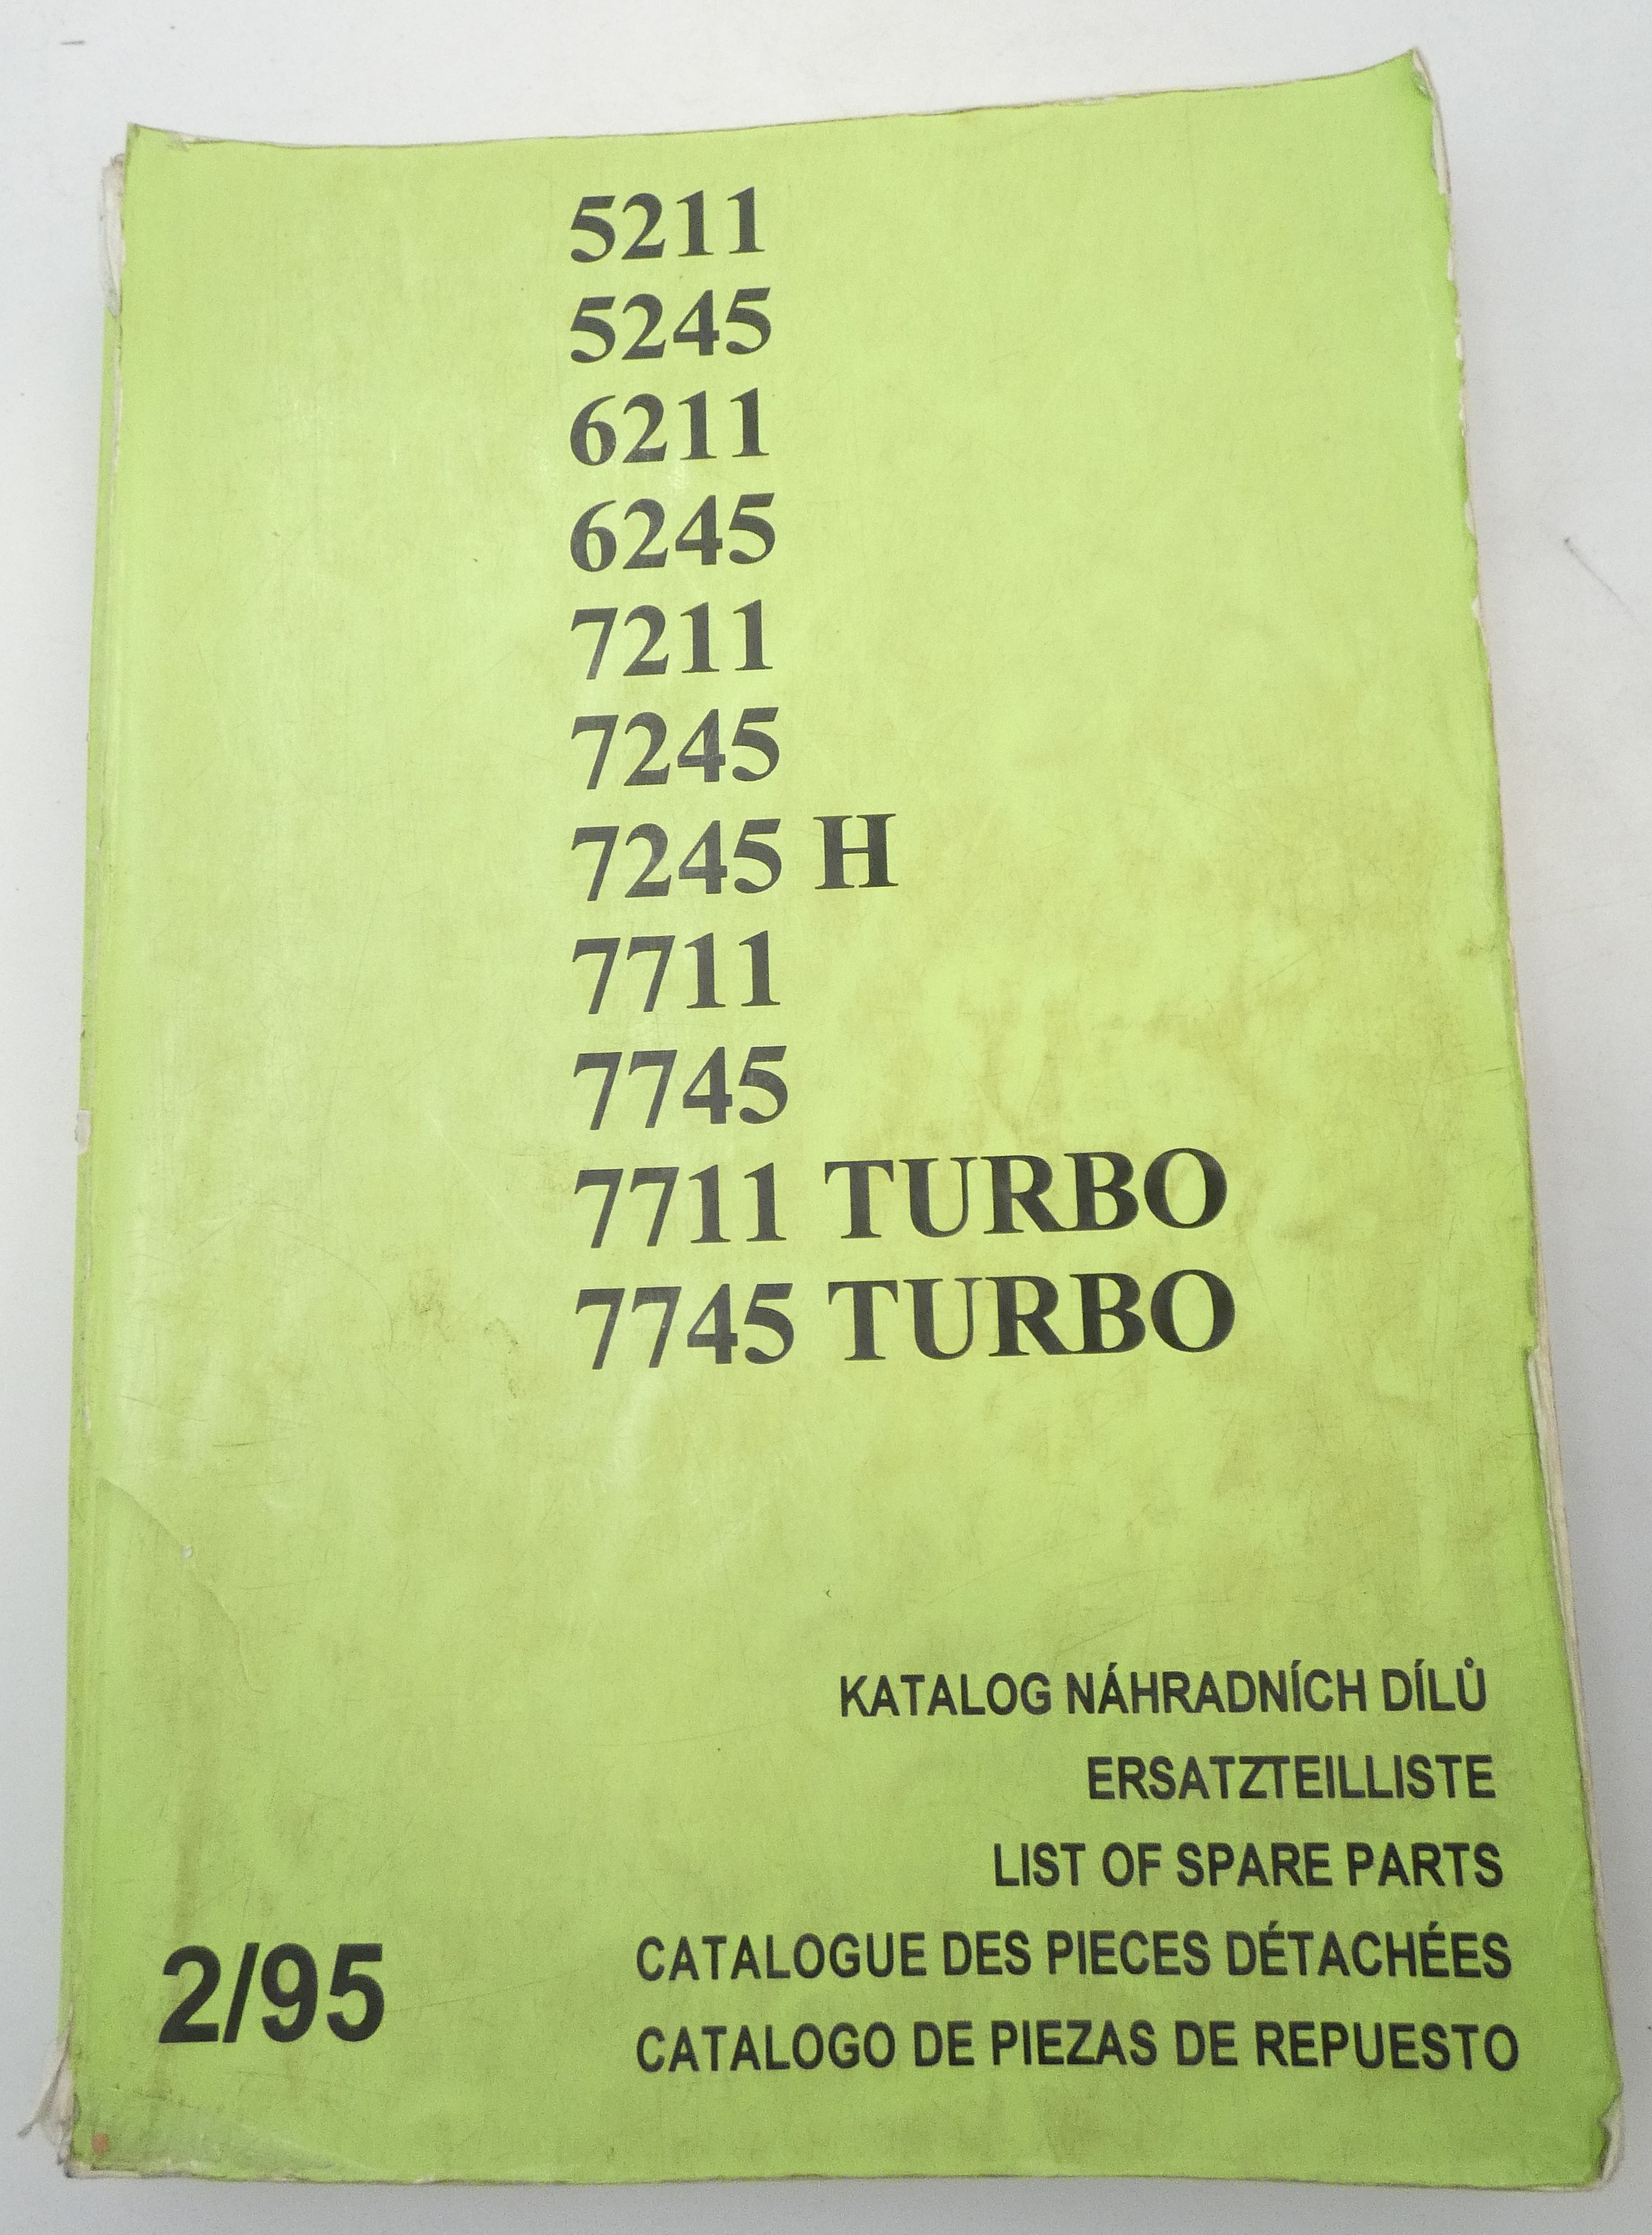 5211
5245
6211
6245
7211
7245
7245 H
7711
7745
7711 TURBO
7745 TURBO
KATALOG NÁHRADNÍCH DÍLŮ
ERSATZTEILLISTE
LIST OF SPARE PARTS
CATALOGUE DES PIECES DÉTACHÉES
CATALOGO DE PIEZAS DE REPUESTO
2/95